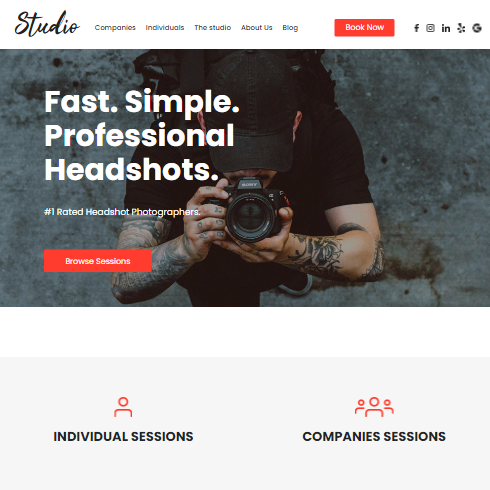 Studio
Companies Individuals The studio About Us Blog
Book Now
Fast. Simple.
Professional
Headshots.
SONY
#1 Rated Headshot Photographers.
Browse Sessions
INDIVIDUAL SESSIONS
COMPANIES SESSIONS